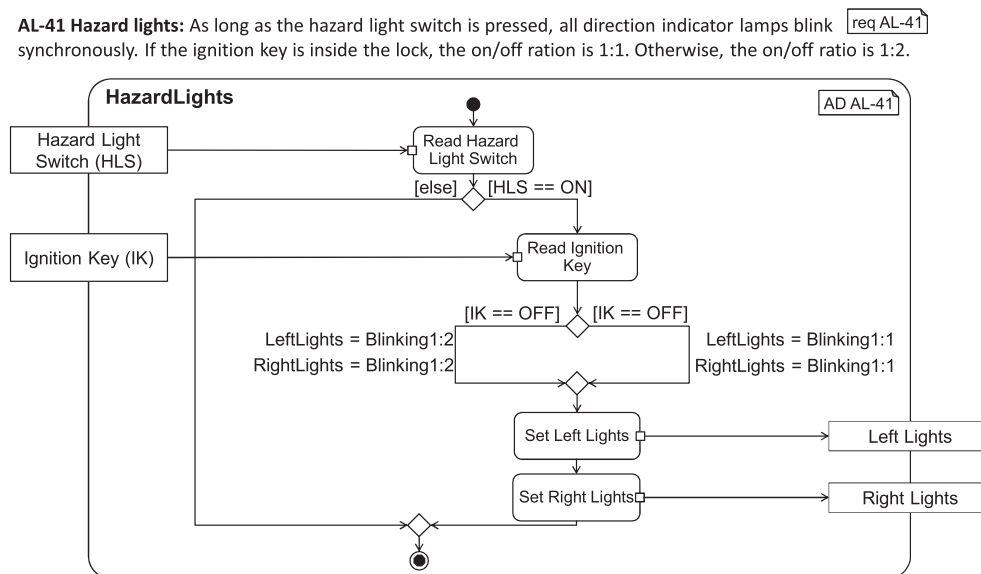 AL-41 Hazard lights: As long as the hazard light switch is pressed, all direction indicator lamps blink
req AL-41
synchronously. If the ignition key is inside the lock, the on/off ration is 1:1. Otherwise, the on/off ratio is 1:2.
HazardLights
AD AL-41
Hazard Light
Switch (HLS)
Read Hazard
Light Switch
[else]
[HLS == ON]
Ignition Key (IK)
Read Ignition
Key
[IK == OFF]
[IK == OFF]
LeftLights = Blinking1:2
RightLights = Blinking1:2
LeftLights = Blinking1:1
RightLights = Blinking1:1
Set Left Lights
Left Lights
Set Right Lights
Right Lights